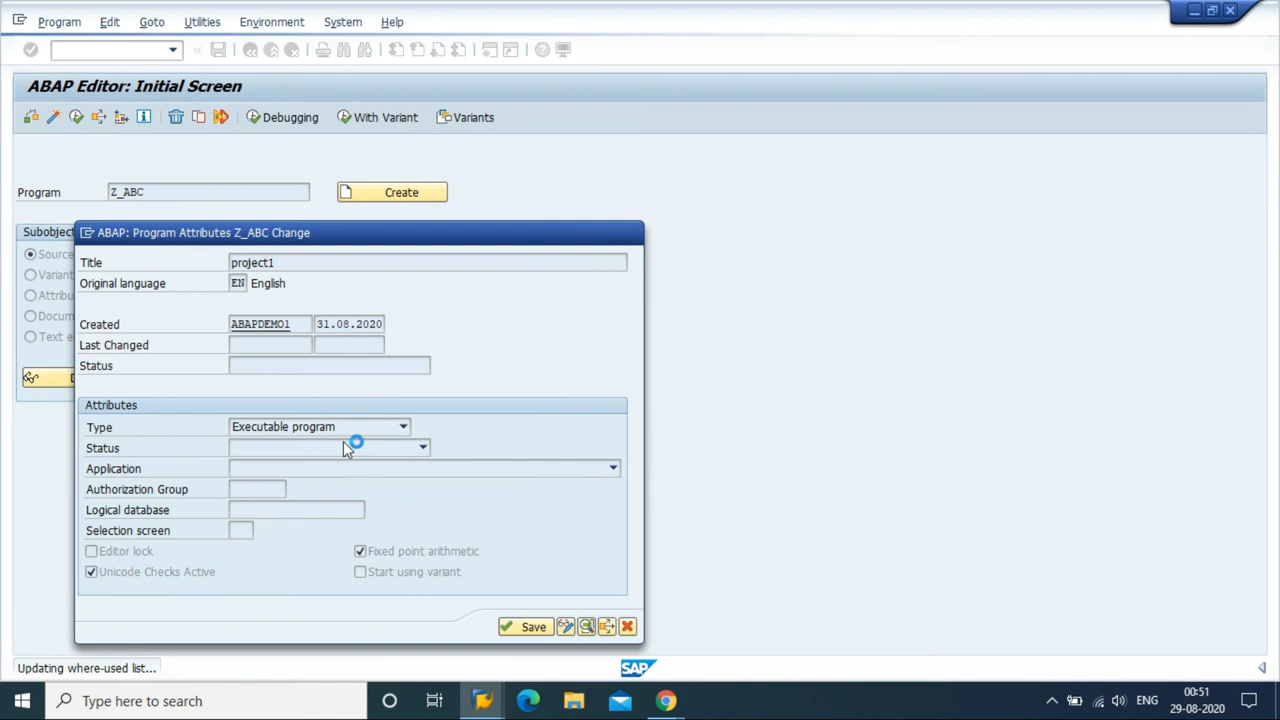 Program Edit Goto Utilities Environment System Help
ABAP Editor: Initial Screen
Debugging With Variant Variants
Program Z_ABC Create
Subobject
Source
Variant
Attribu
Docum
Text e
D
ABAP: Program Attributes Z_ABC Change
Title project1
Original language EN English
Created ABAPDEMO1 31.08.2020
Last Changed
Status
Attributes
Type Executable program
Status
Application
Authorization Group
Logical database
Selection screen
Editor lock Fixed point arithmetic
Unicode Checks Active Start using variant
Save
Updating where-used list... SAP
Type here to search ENG 00:51
29-08-2020